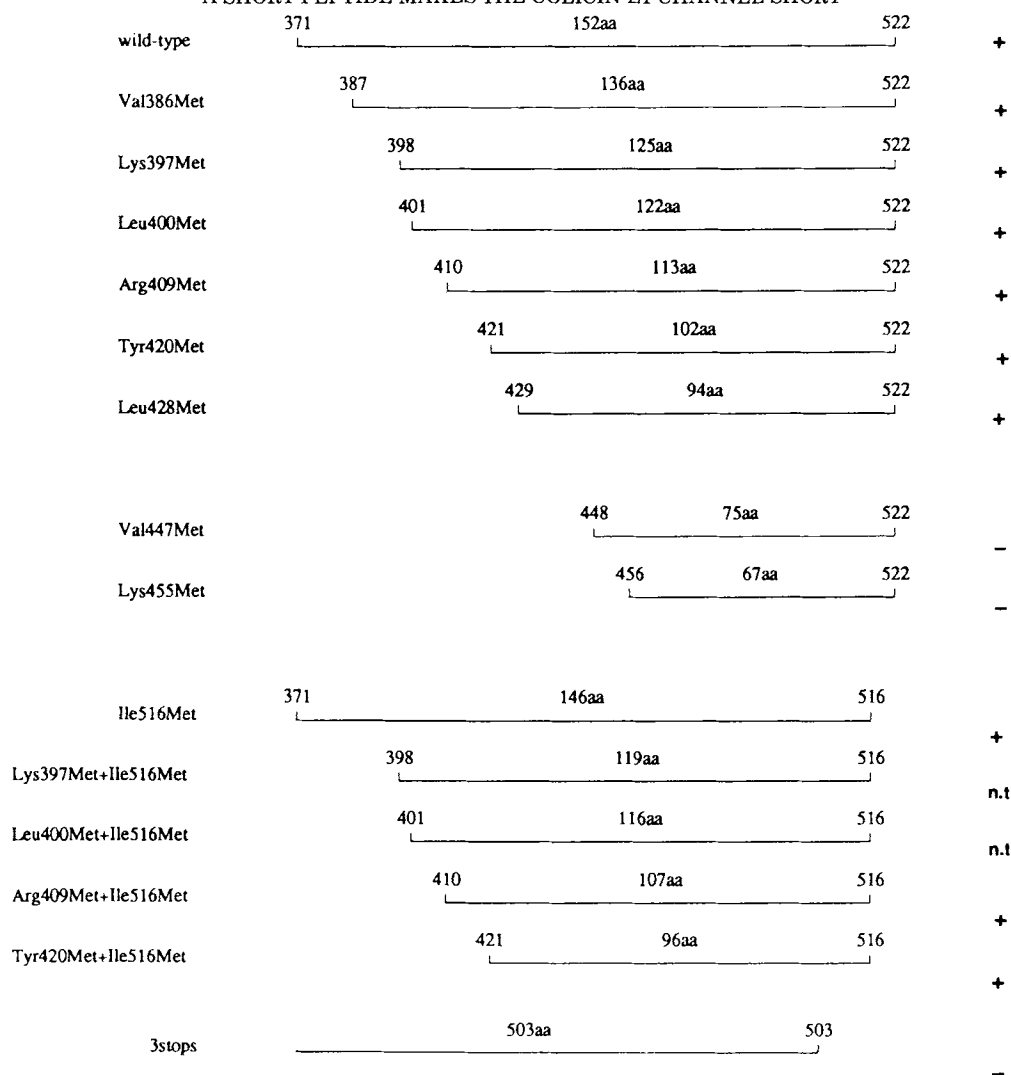 A SHORT PEPTIDE MAKES THE COLICIN E1 CHANNEL SHORT
wild-type 371 152aa 522 +
Val386Met 387 136aa 522 +
Lys397Met 398 125aa 522 +
Leu400Met 401 122aa 522 +
Arg409Met 410 113aa 522 +
Tyr420Met 421 102aa 522 +
Leu428Met 429 94aa 522 +
Val447Met 448 75aa 522 –
Lys455Met 456 67aa 522 –
Ile516Met 371 146aa 516 +
Lys397Met+Ile516Met 398 119aa 516 n.t
Leu400Met+Ile516Met 401 116aa 516 n.t
Arg409Met+Ile516Met 410 107aa 516 +
Tyr420Met+Ile516Met 421 96aa 516 +
3stops 503aa 503 –